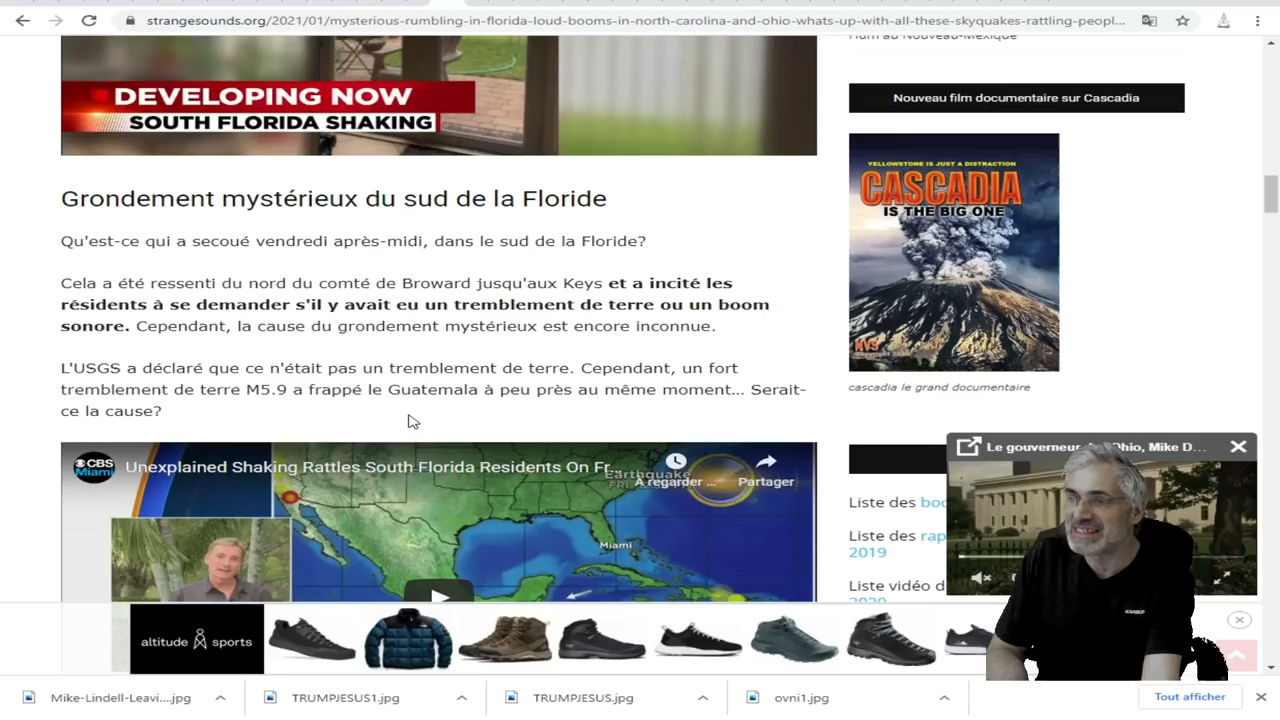 strangesounds.org/2021/01/mysterious-rumbling-in-florida-loud-booms-in-north-carolina-and-ohio-whats-up-with-all-these-skyquakes-rattling-peopl...
Hum au Nouveau-Mexique
DEVELOPING NOW
SOUTH FLORIDA SHAKING
Grondement mystérieux du sud de la Floride
Qu'est-ce qui a secoué vendredi après-midi, dans le sud de la Floride?
Cela a été ressenti du nord du comté de Broward jusqu'aux Keys et a incité les
résidents à se demander s'il y avait eu un tremblement de terre ou un boom
sonore. Cependant, la cause du grondement mystérieux est encore inconnue.
L'USGS a déclaré que ce n'était pas un tremblement de terre. Cependant, un fort
tremblement de terre M5.9 a frappé le Guatemala à peu près au même moment... Serait-
ce la cause?
CBS
Miami
Unexplained Shaking Rattles South Florida Residents On Fr...
Earthquake
FRI
A regarder ...
Partager
Miami
Nouveau film documentaire sur Cascadia
YELLOWSTONE IS JUST A DISTRACTION
CASCADIA
IS THE BIG ONE
cascadia le grand documentaire
Liste des
Liste des
2019
Liste vidéo
2020
Le gouverneur Ohio, Mike D...
altitude sports
Mike-Lindell-Leavi....jpg
TRUMPJESUS1.jpg
TRUMPJESUS.jpg
ovni1.jpg
Tout afficher